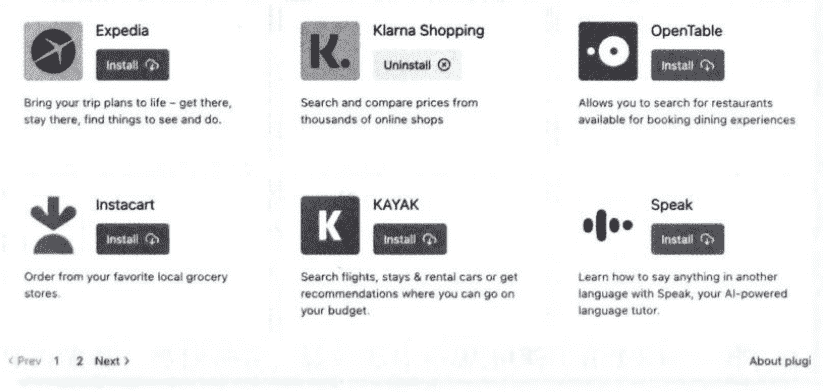 Expedia
Install
Bring your trip plans to life – get there,
stay there, find things to see and do.
K.
Klarna Shopping
Uninstall
Search and compare prices from
thousands of online shops
OpenTable
Install
Allows you to search for restaurants
available for booking dining experiences
Instacart
Install
Order from your favorite local grocery
stores.
K
KAYAK
Install
Search flights, stays & rental cars or get
recommendations where you can go on
your budget.
Speak
Install
Learn how to say anything in another
language with Speak, your AI-powered
language tutor.
< Prev 1 2 Next >
About plugi